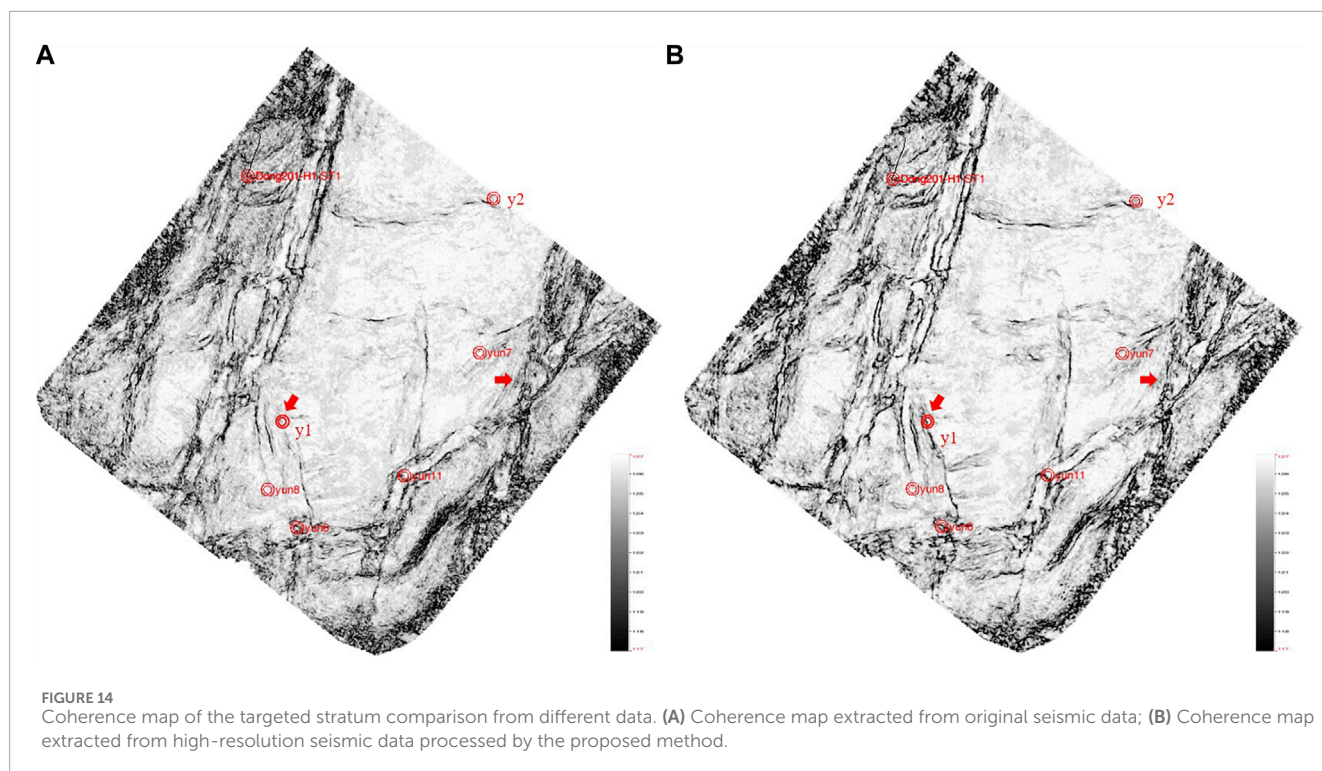 A
B
Dong201-H1-ST1
y2
yun7
y1
yun11
yun8
Dong201-H1-ST1
y2
yun7
y1
yun11
yun8
FIGURE 14
Coherence map of the targeted stratum comparison from different data. (A) Coherence map extracted from original seismic data; (B) Coherence map
extracted from high-resolution seismic data processed by the proposed method.